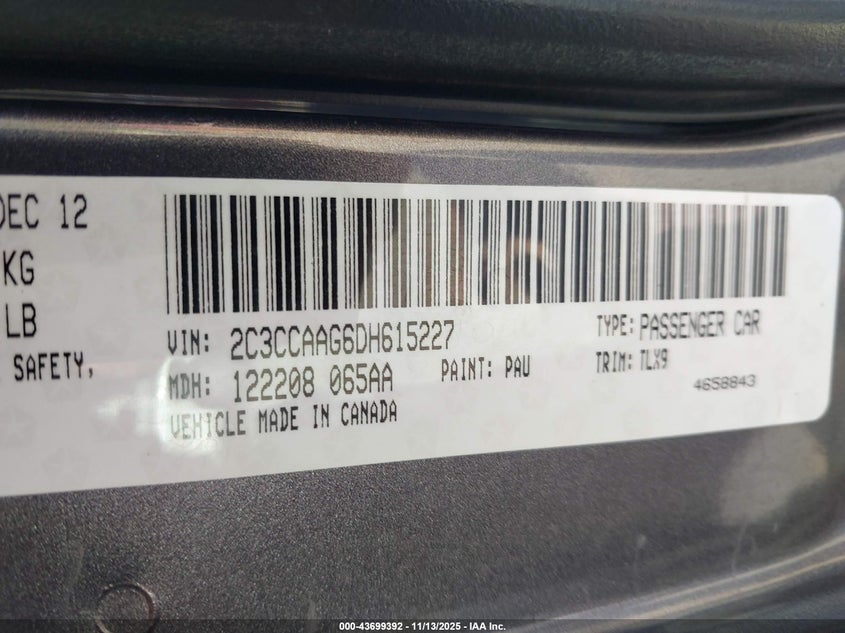 DEC 12
KG
LB
SAFETY,
VIN: 2C3CCAAG6DH615227
TYPE: PASSENGER CAR
MDH: 122208 065AA
PAINT: PAU
TRIM: TLX9
VEHICLE MADE IN CANADA
4658843
000-43699392 - 11/13/2025 - IAA Inc.